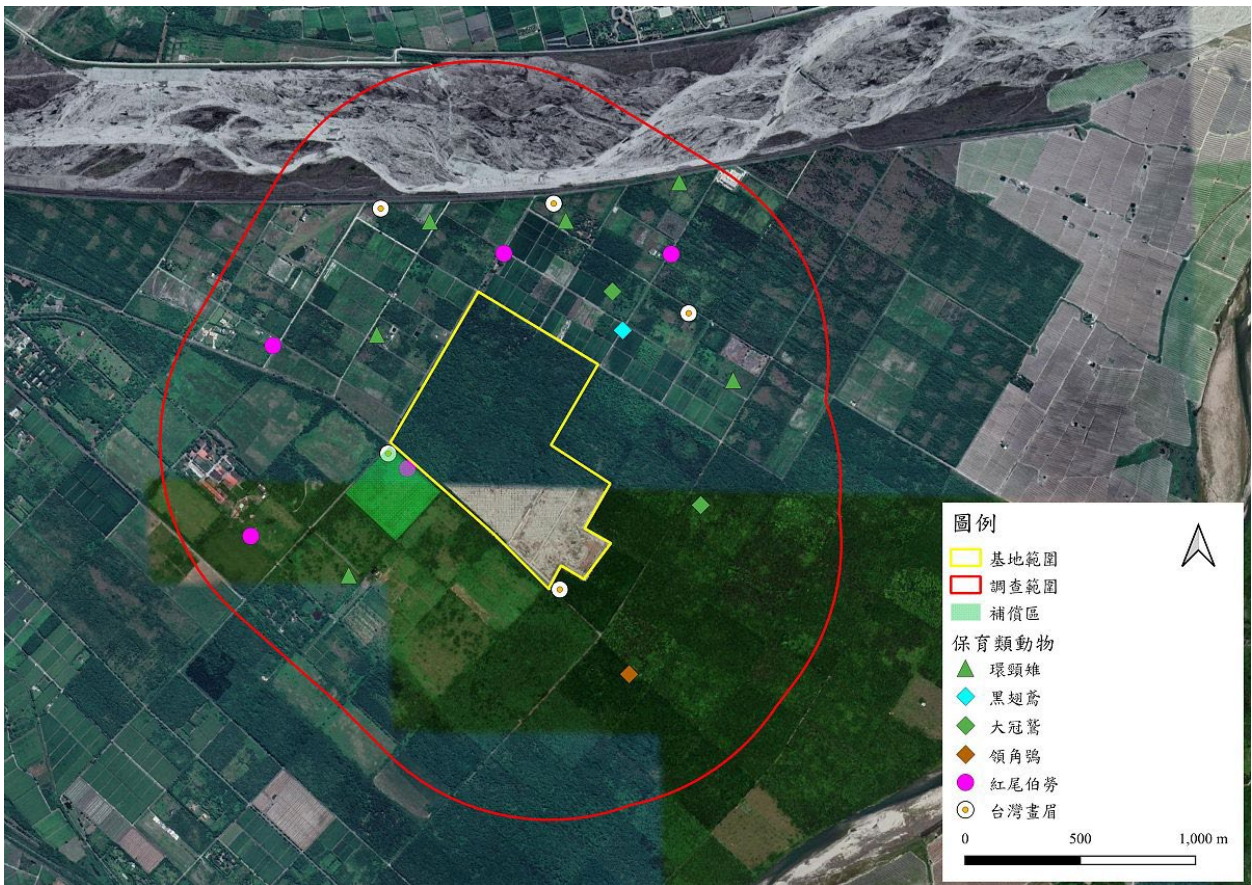 圖例
基地範圍
調查範圍
補償區
保育類動物
環頸雉
黑翅鳶
大冠鷲
領角鴞
紅尾伯勞
台灣畫眉
0 500 1,000 m